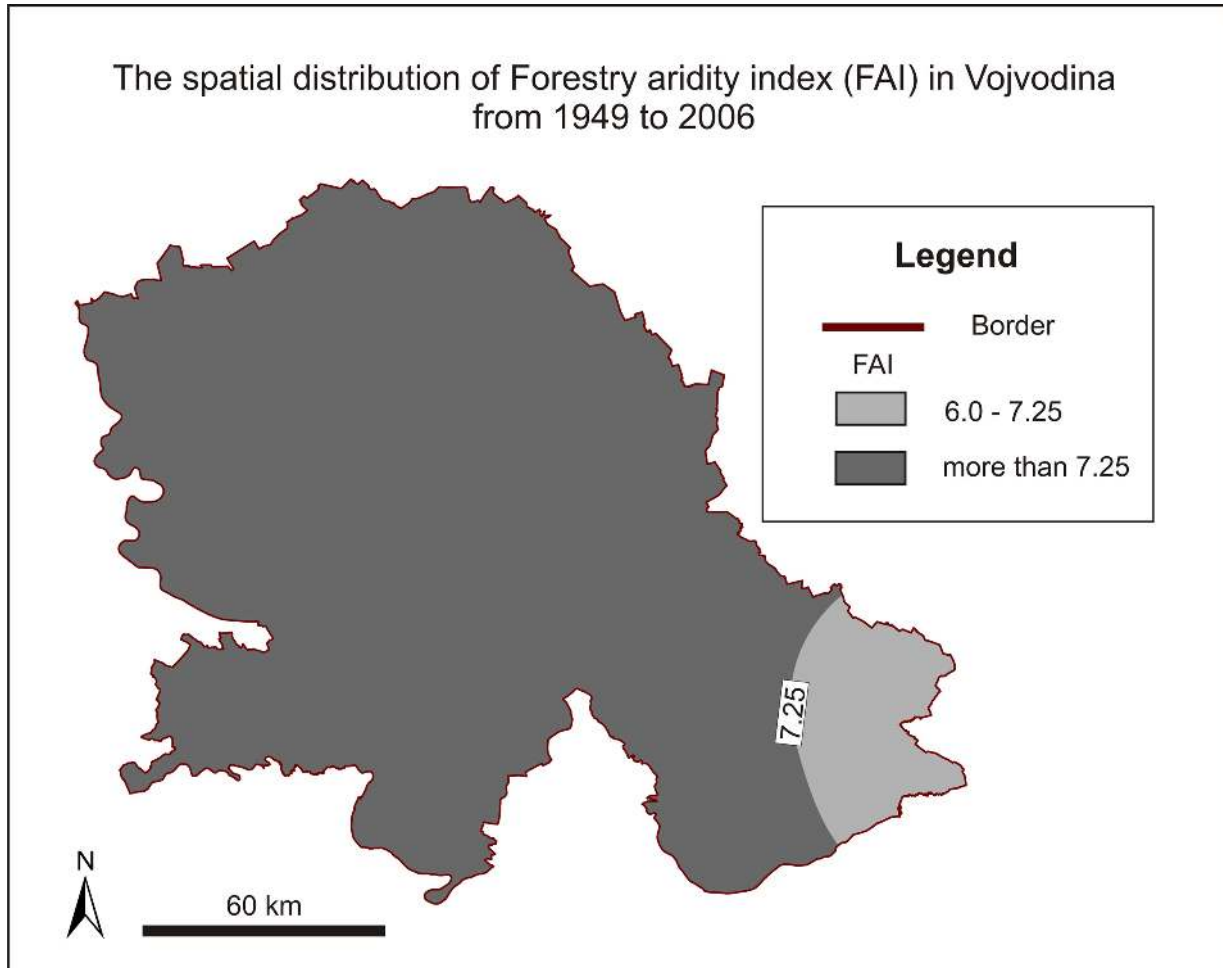 The spatial distribution of Forestry aridity index (FAI) in Vojvodina
from 1949 to 2006
Legend
Border
FAI
6.0 - 7.25
more than 7.25
7.25
N
60 km